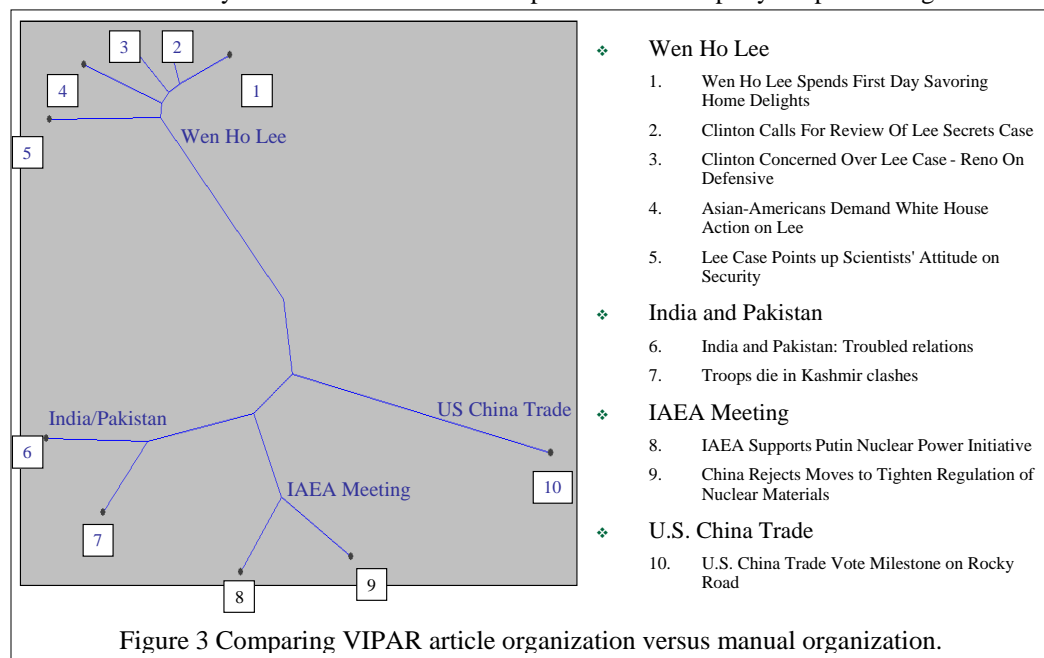 3
2
4
1
Wen Ho Lee
5
India/Pakistan
US China Trade
6
IAEA Meeting
10
7
9
8
❖ Wen Ho Lee
1. Wen Ho Lee Spends First Day Savoring
Home Delights
2. Clinton Calls For Review Of Lee Secrets Case
3. Clinton Concerned Over Lee Case - Reno On
Defensive
4. Asian-Americans Demand White House
Action on Lee
5. Lee Case Points up Scientists' Attitude on
Security
❖ India and Pakistan
6. India and Pakistan: Troubled relations
7. Troops die in Kashmir clashes
❖ IAEA Meeting
8. IAEA Supports Putin Nuclear Power Initiative
9. China Rejects Moves to Tighten Regulation of
Nuclear Materials
❖ U.S. China Trade
10. U.S. China Trade Vote Milestone on Rocky
Road
Figure 3 Comparing VIPAR article organization versus manual organization.